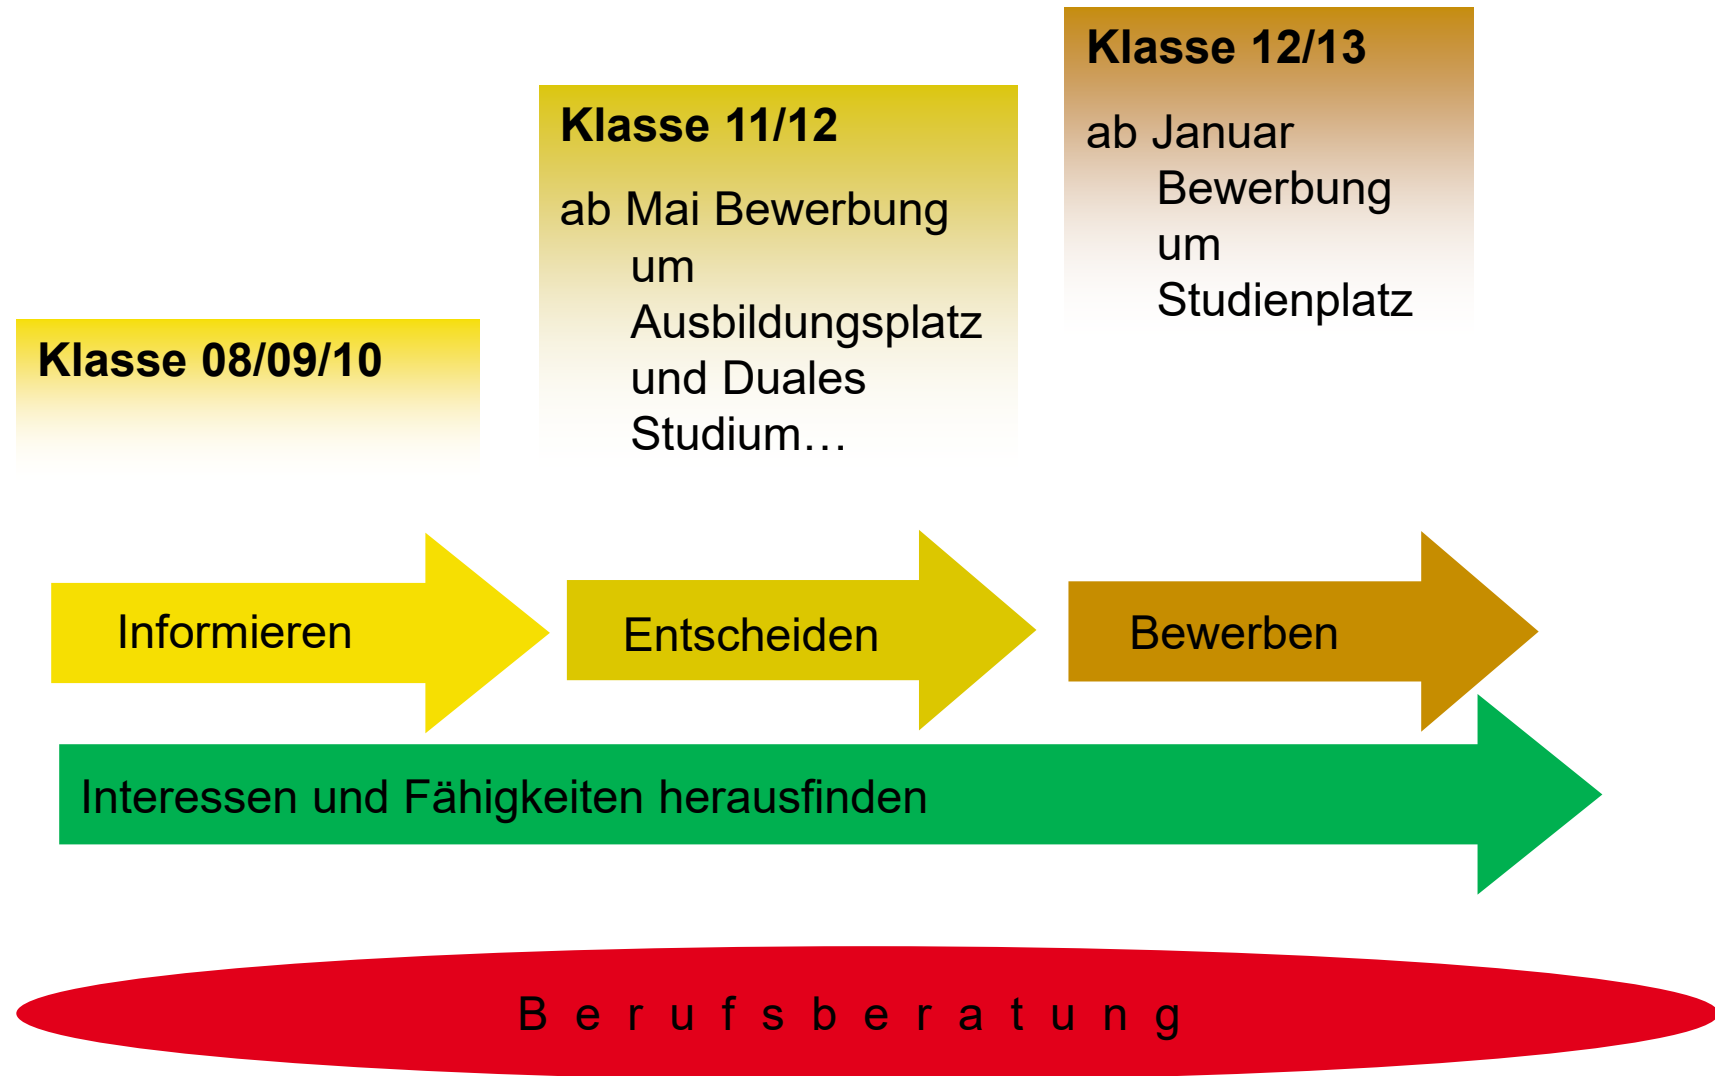 Klasse 08/09/10
Klasse 11/12
ab Mai Bewerbung
um
Ausbildungsplatz
und Duales
Studium…
Klasse 12/13
ab Januar
Bewerbung
um
Studienplatz
Informieren
Entscheiden
Bewerben
Interessen und Fähigkeiten herausfinden
B e r u f s b e r a t u n g